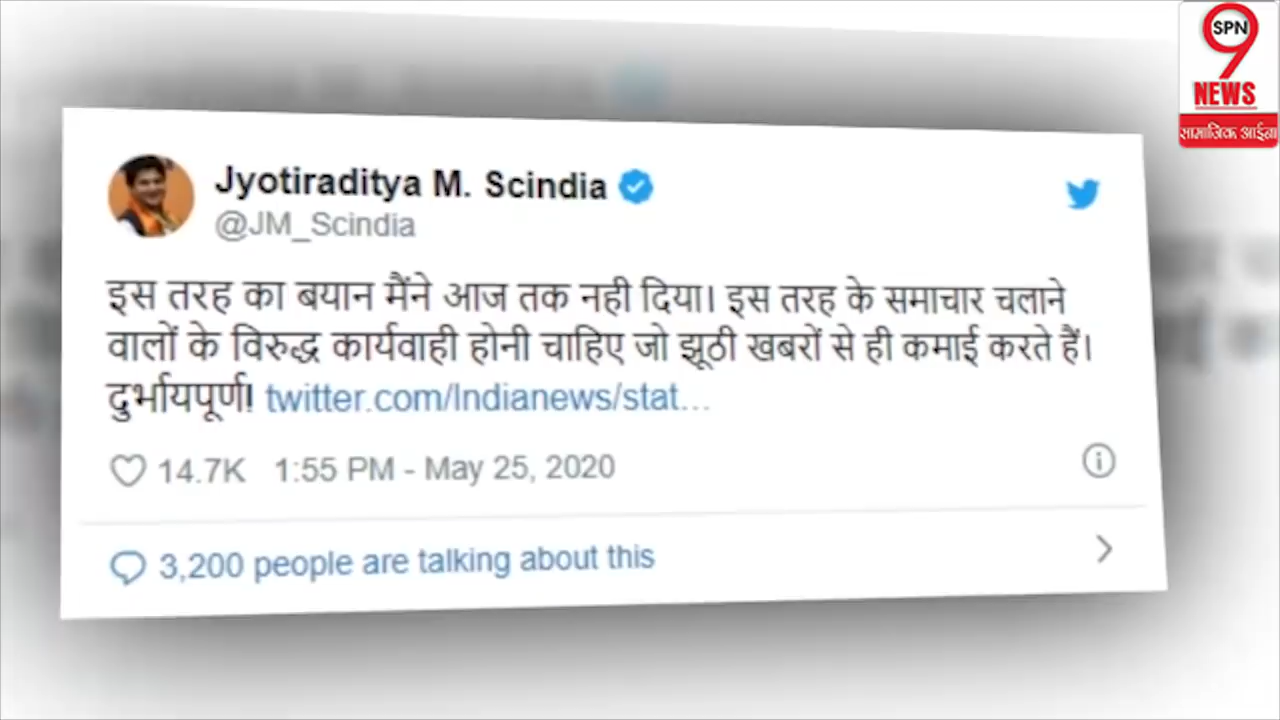 SPN
9
NEWS
सामाजिक आईना
Jyotiraditya M. Scindia
@JM_Scindia
इस तरह का बयान मैंने आज तक नही दिया। इस तरह के समाचार चलाने
वालों के विरुद्ध कार्यवाही होनी चाहिए जो झूठी खबरों से ही कमाई करते हैं।
दुर्भायपूर्ण! twitter.com/Indianews/stat...
14.7K 1:55 PM - May 25, 2020
3,200 people are talking about this